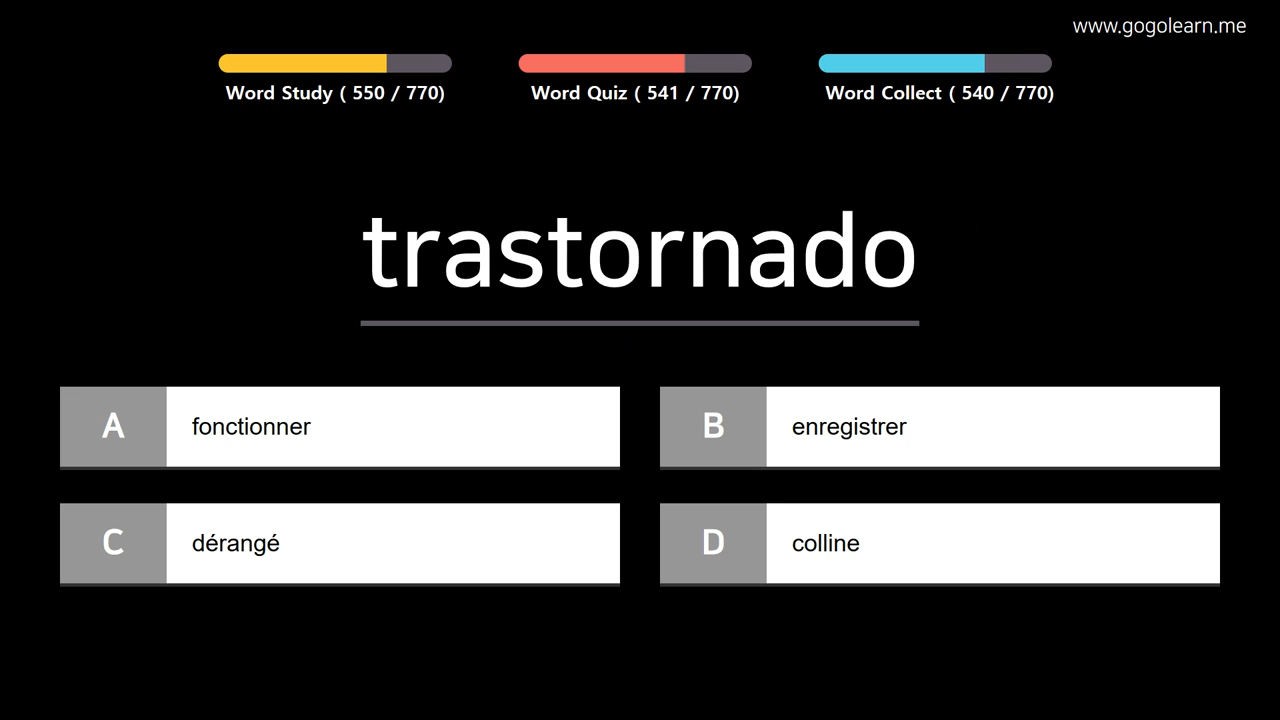 www.gogolearn.me
Word Study ( 550 / 770)
Word Quiz ( 541 / 770)
Word Collect ( 540 / 770)
trastornado
A fonctionner
B enregistrer
C dérangé
D colline